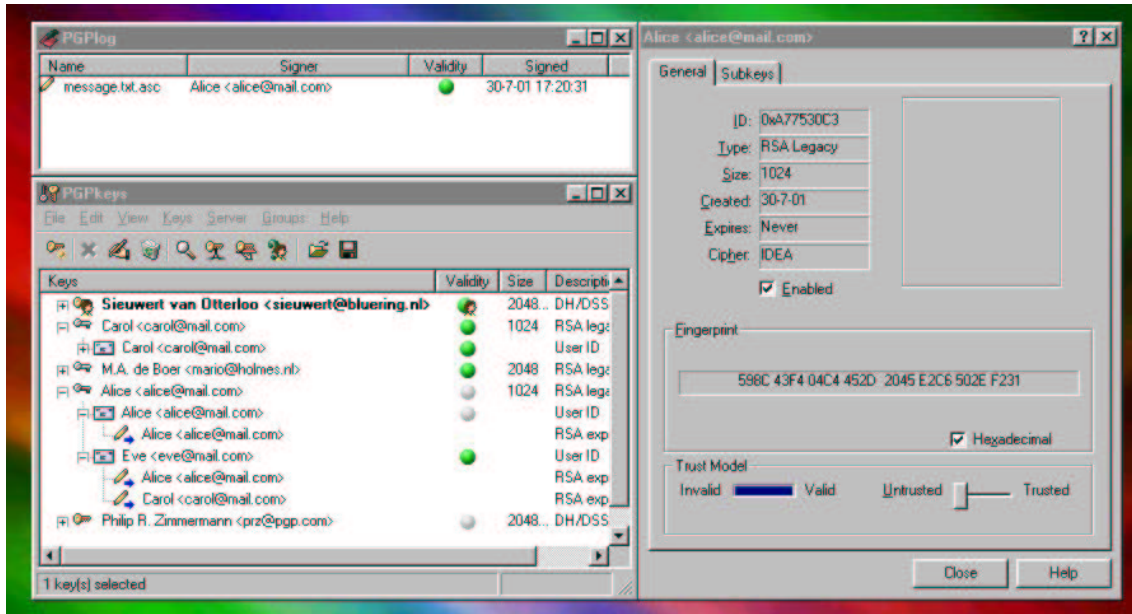 PGPlog
Name Signer Validity Signed
message.txt.asc Alice <alice@mail.com> 30-7-01 17:20:31
PGPkeys
File Edit View Keys Server Groups Help
Keys Validity Size Descripti
Sieuwert van Otterloo <sieuwert@bluering.nl> 2048... DH/DSS
Carol <carol@mail.com> 1024 RSA lega
Carol <carol@mail.com> User ID
M.A. de Boer <mario@holmes.nl> 2048 RSA lega
Alice <alice@mail.com> 1024 RSA lega
Alice <alice@mail.com> User ID
Alice <alice@mail.com> RSA exp
Eve <eve@mail.com> User ID
Alice <alice@mail.com> RSA exp
Carol <carol@mail.com> RSA exp
Philip R. Zimmermann <prz@pgp.com> 2048... DH/DSS
1 key(s) selected
Alice <alice@mail.com>
General Subkeys
ID: 0xA77530C3
Type: RSA Legacy
Size: 1024
Created: 30-7-01
Expires: Never
Cipher: IDEA
Enabled
Fingerprint
598C 43F4 04C4 452D 2045 E2C6 502E F231
Hexadecimal
Trust Model
Invalid Valid Untrusted Trusted
Close Help